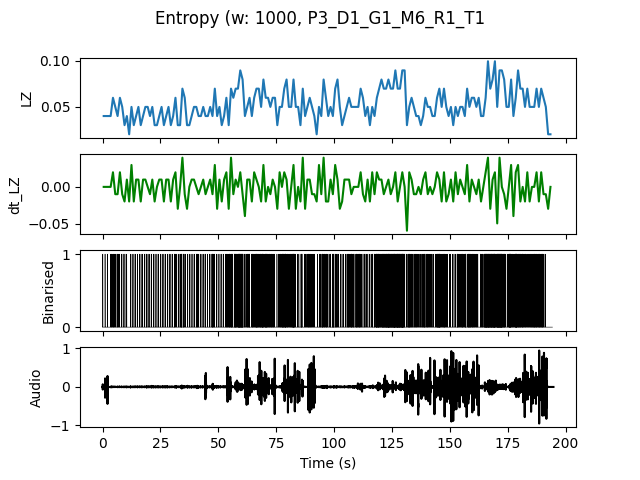 Entropy (w: 1000, P3_D1_G1_M6_R1_T1
0.10
0.05
LZ
0.00
−0.05
dt_LZ
1
0
Binarised
1
0
−1
Audio
0 25 50 75 100 125 150 175 200
Time (s)